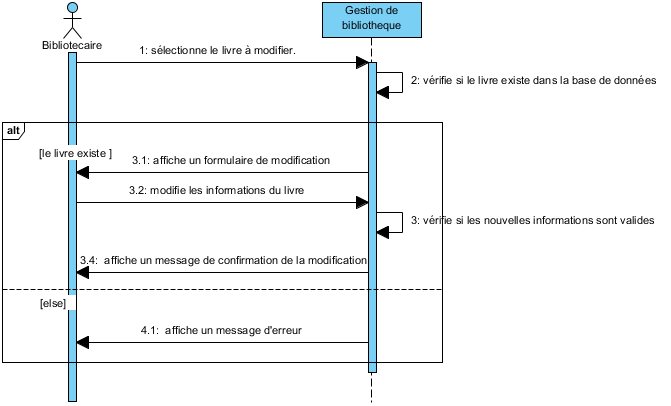 Gestion de
bibliotheque
Bibliotecaire
1: sélectionne le livre à modifier.
2: vérifie si le livre existe dans la base de données
alt
[le livre existe ]
3.1: affiche un formulaire de modification
3.2: modifie les informations du livre
3: vérifie si les nouvelles informations sont valides
3.4: affiche un message de confirmation de la modification
[else]
4.1: affiche un message d'erreur